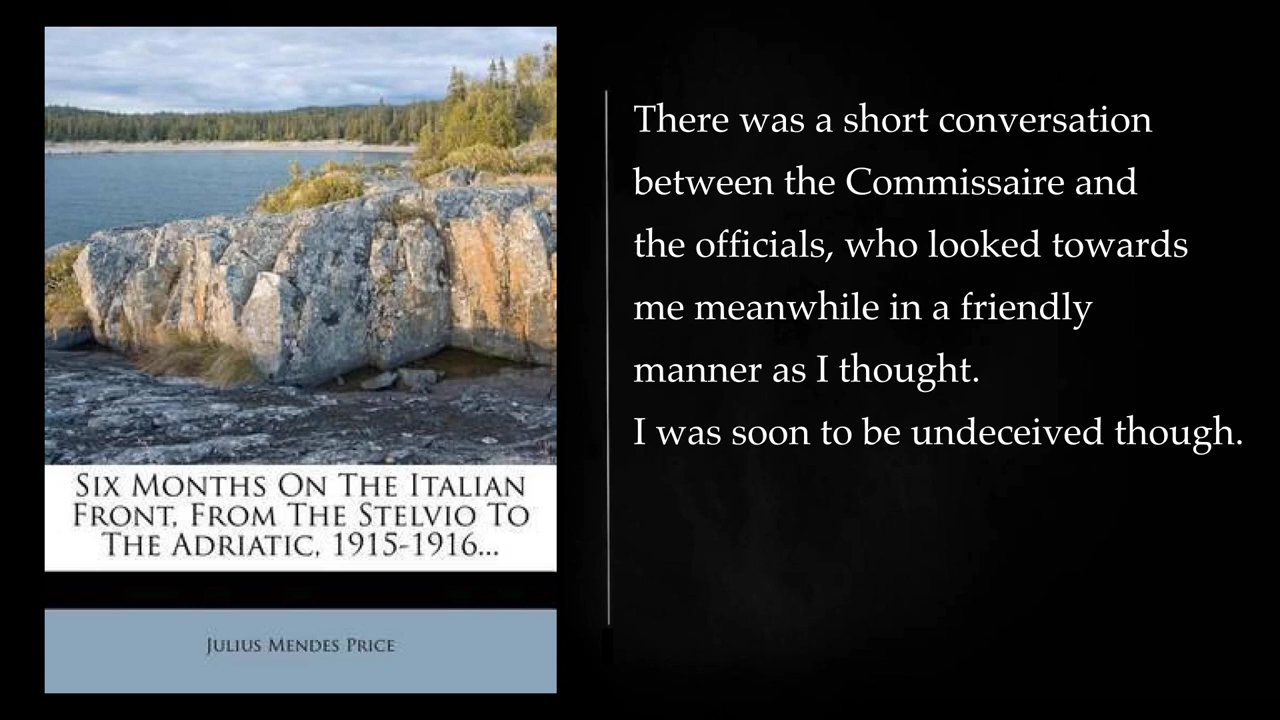 Six Months On The Italian
Front, From The Stelvio To
The Adriatic, 1915-1916...
Julius Mendes Price
There was a short conversation
between the Commissaire and
the officials, who looked towards
me meanwhile in a friendly
manner as I thought.
I was soon to be undeceived though.